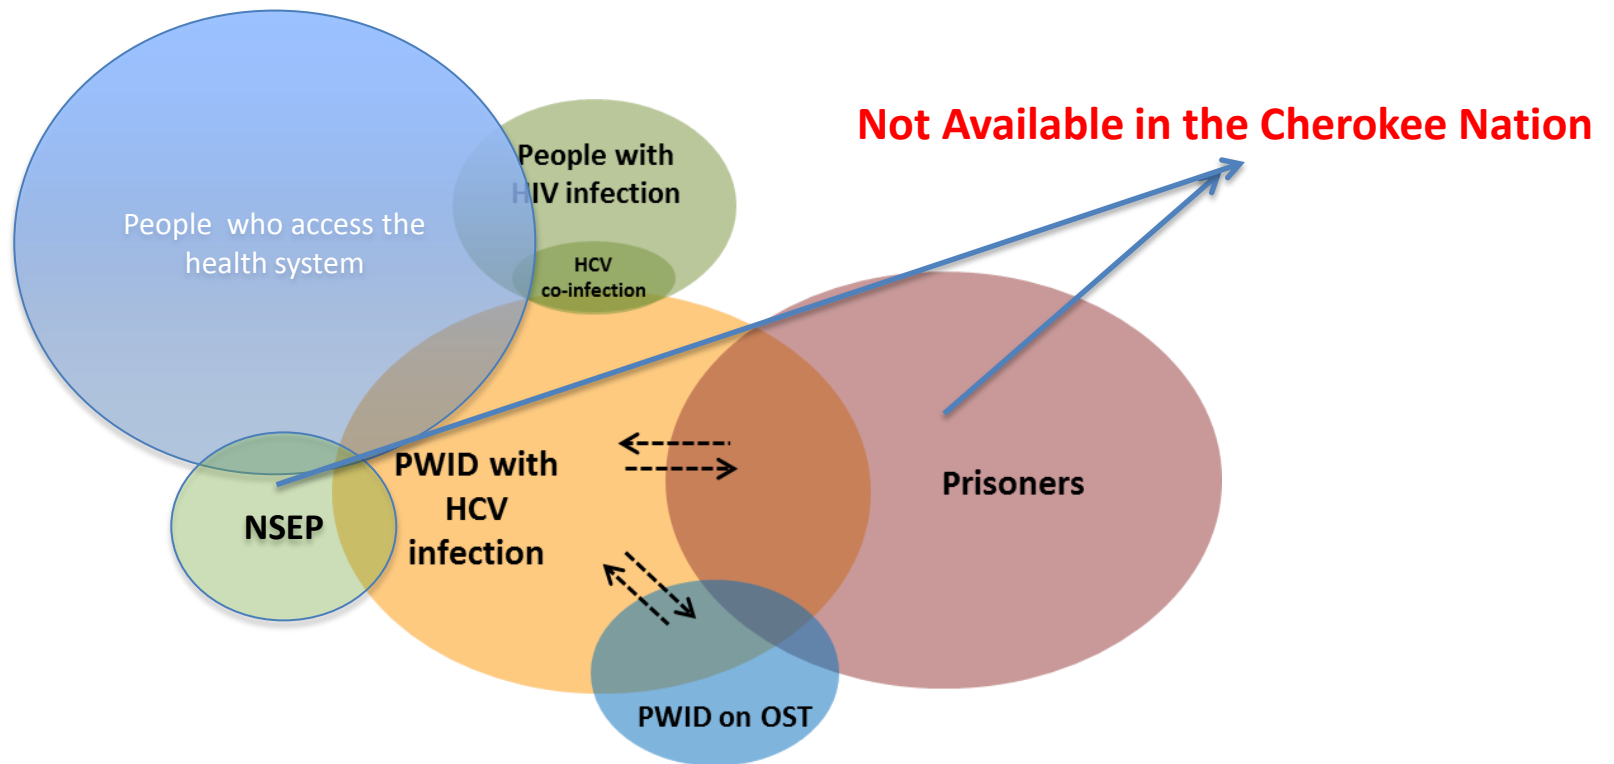 Not Available in the Cherokee Nation
People with
HIV infection
People who access the
health system
HCV
co-infection
PWID with
HCV
infection
Prisoners
NSEP
PWID on OST